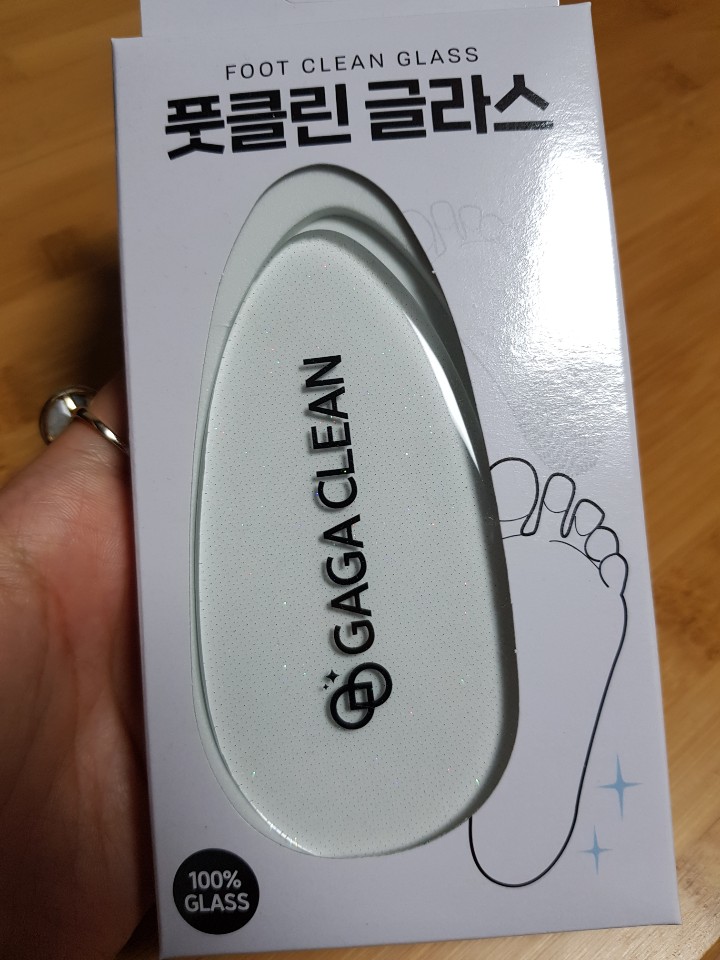 FOOT CLEAN GLASS
풋클린 글라스
GAGA CLEAN
100%
GLASS